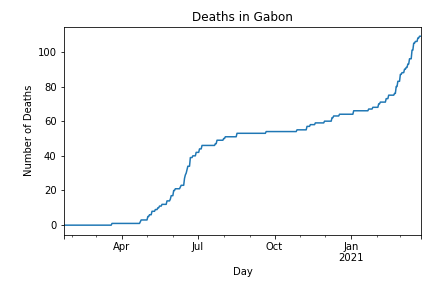 Deaths in Gabon
Number of Deaths
100
80
60
40
20
0
Apr
Jul
Oct
Jan
2021
Day